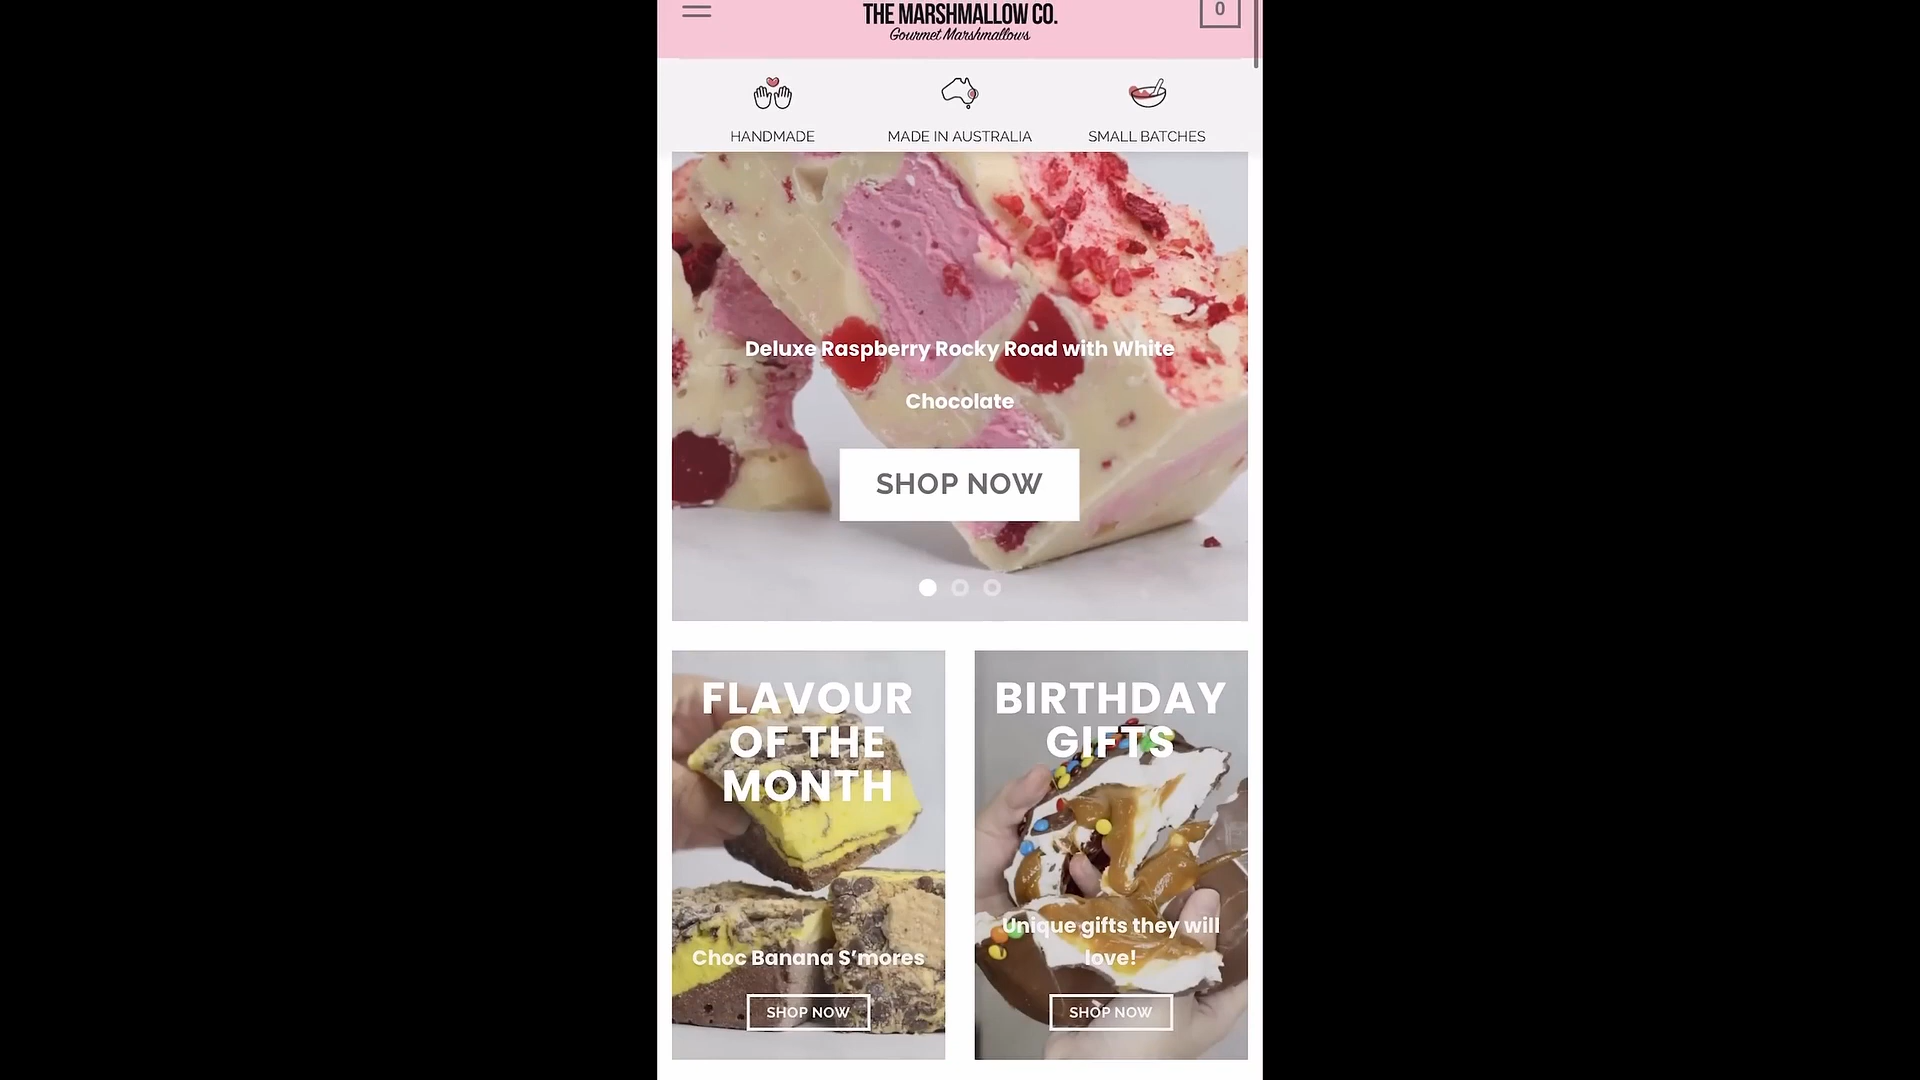 0
THE MARSHMALLOW CO.
Gourmet Marshmallows
HANDMADE
MADE IN AUSTRALIA
SMALL BATCHES
Deluxe Raspberry Rocky Road with White
Chocolate
SHOP NOW
FLAVOUR
OF THE
MONTH
Choc Banana S’mores
SHOP NOW
BIRTHDAY
GIFTS
Unique gifts they will
love!
SHOP NOW